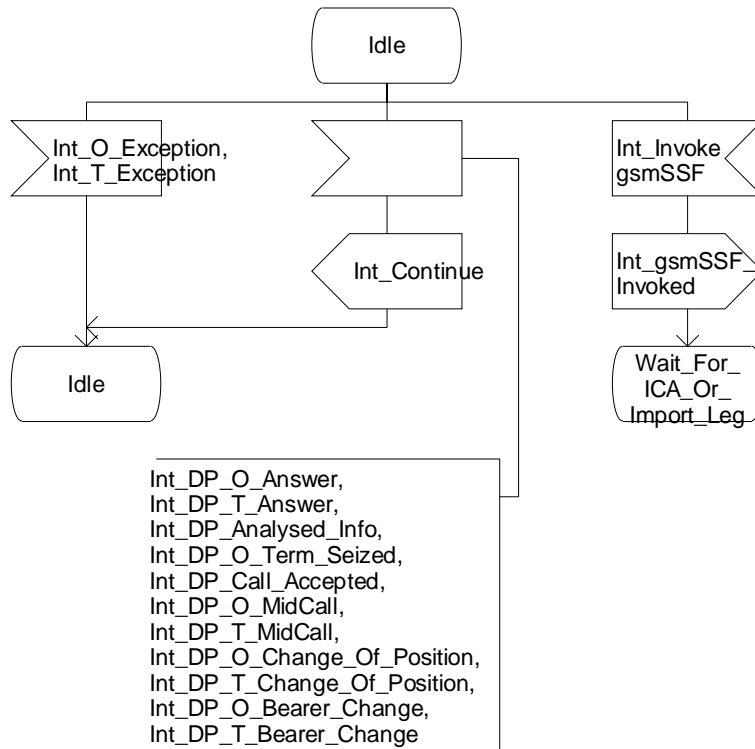 Idle
Int_O_Exception,
Int_T_Exception
Int_Invoke
gsmSSF
Int_Continue
Int_gsmSSF_
Invoked
Idle
Wait_For_
ICA_Or_
Import_Leg
Int_DP_O_Answer,
Int_DP_T_Answer,
Int_DP_Analysed_Info,
Int_DP_O_Term_Seized,
Int_DP_Call_Accepted,
Int_DP_O_MidCall,
Int_DP_T_MidCall,
Int_DP_O_Change_Of_Position,
Int_DP_T_Change_Of_Position,
Int_DP_O_Bearer_Change,
Int_DP_T_Bearer_Change